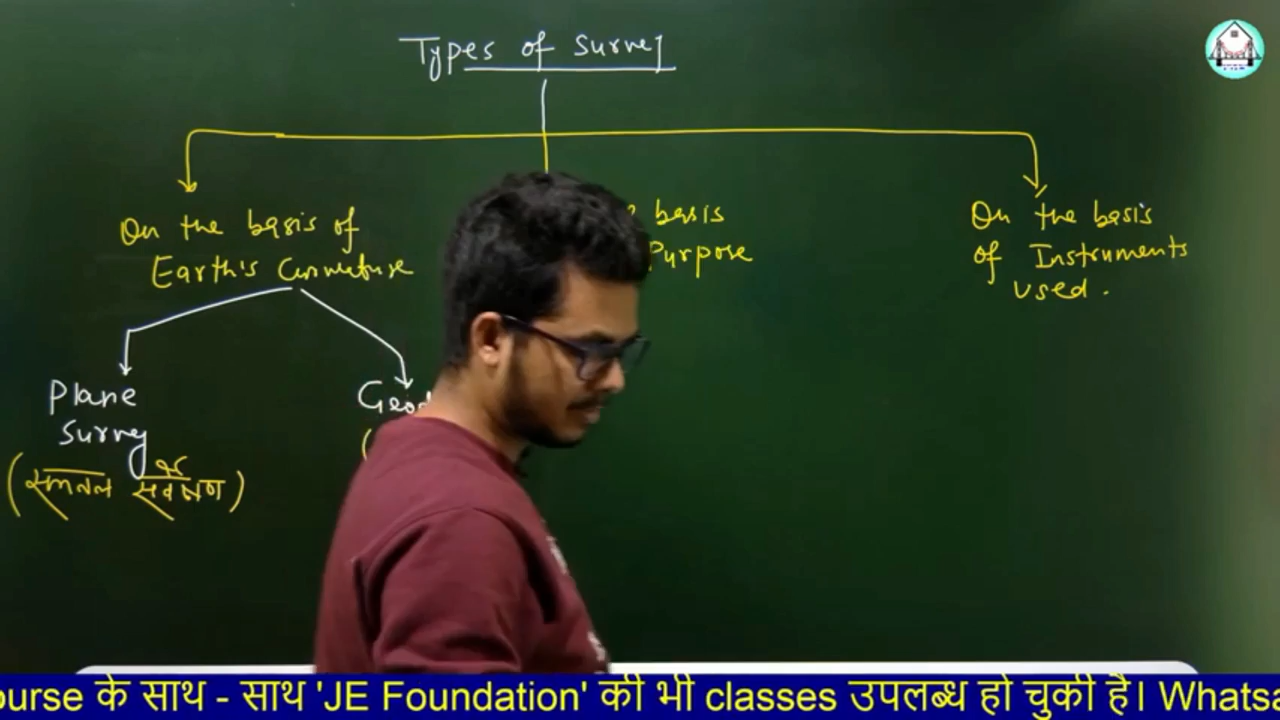 Types of Survey
On the basis of
Earth's Curvature
basis
Purpose
On the basis
of Instruments
used.
Plane
Survey
(समतल सर्वेक्षण)
Geod
(
ourse के साथ - साथ 'JE Foundation' की भी classes उपलब्ध हो चुकी है। Whatsa